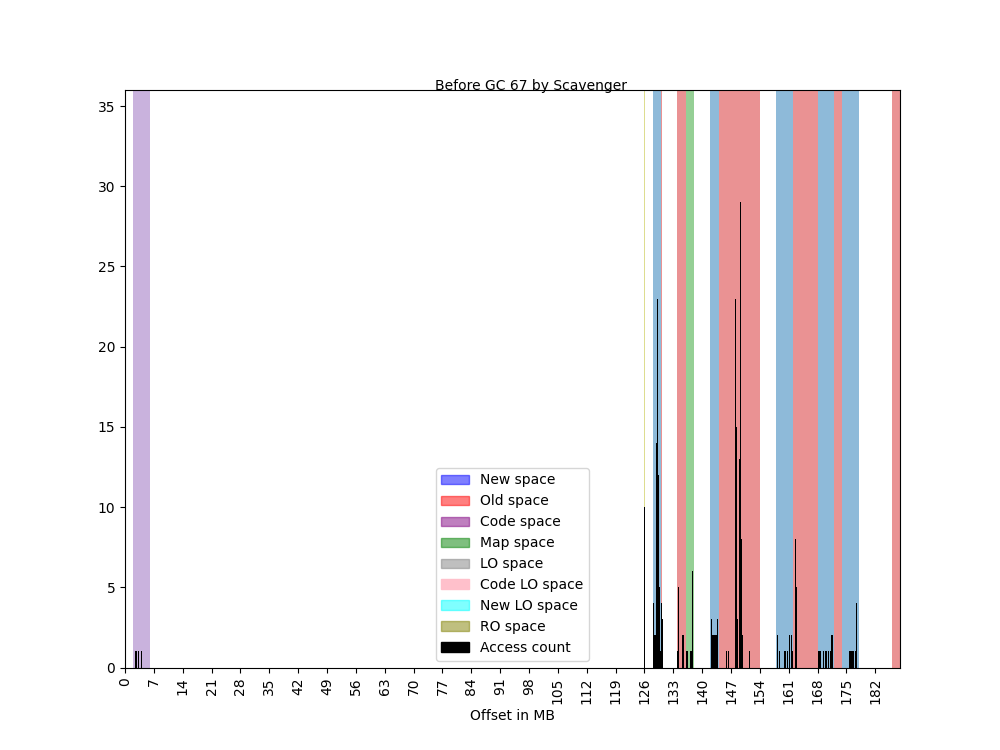 Before GC 67 by Scavenger
35
30
25
20
15
10
5
0
New space
Old space
Code space
Map space
LO space
Code LO space
New LO space
RO space
Access count
0 7 14 21 28 35 42 49 56 63 70 77 84 91 98 105 112 119 126 133 140 147 154 161 168 175 182
Offset in MB